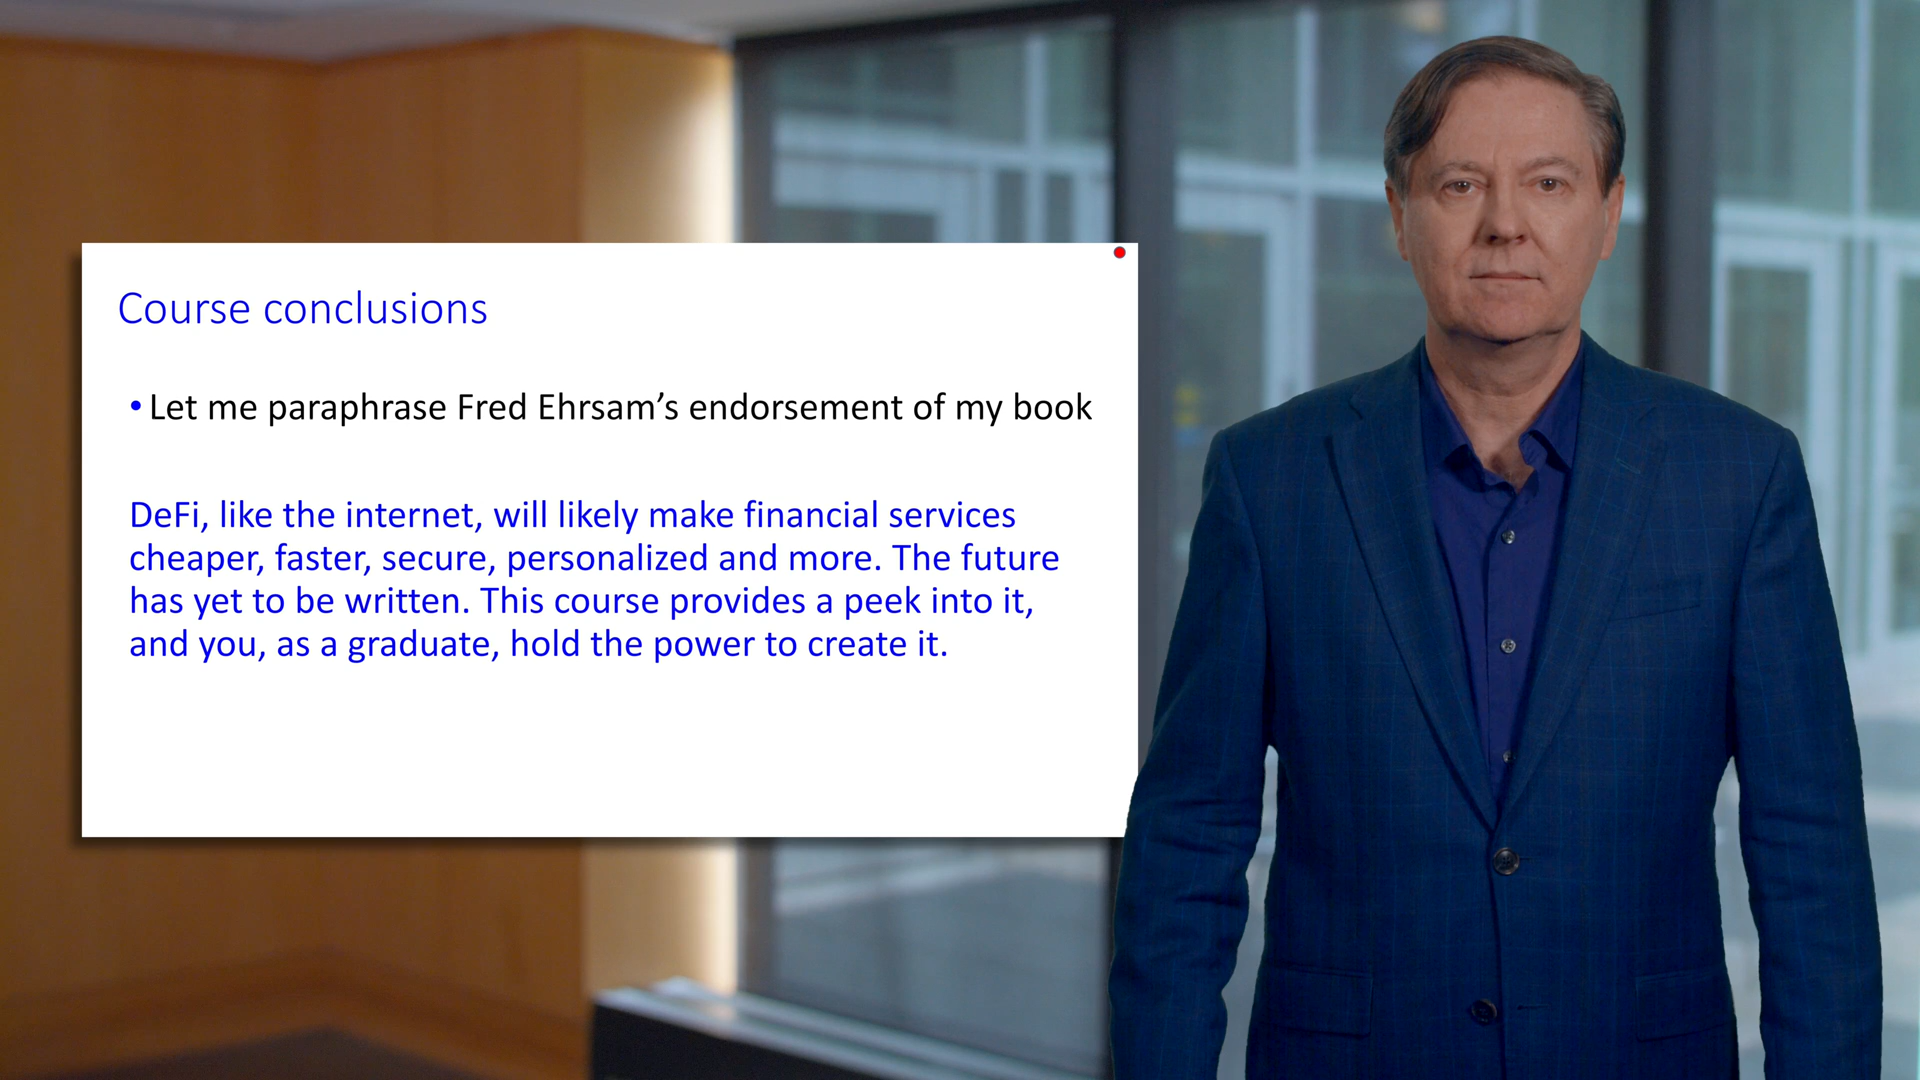 Course conclusions
• Let me paraphrase Fred Ehrsam’s endorsement of my book
DeFi, like the internet, will likely make financial services
cheaper, faster, secure, personalized and more. The future
has yet to be written. This course provides a peek into it,
and you, as a graduate, hold the power to create it.